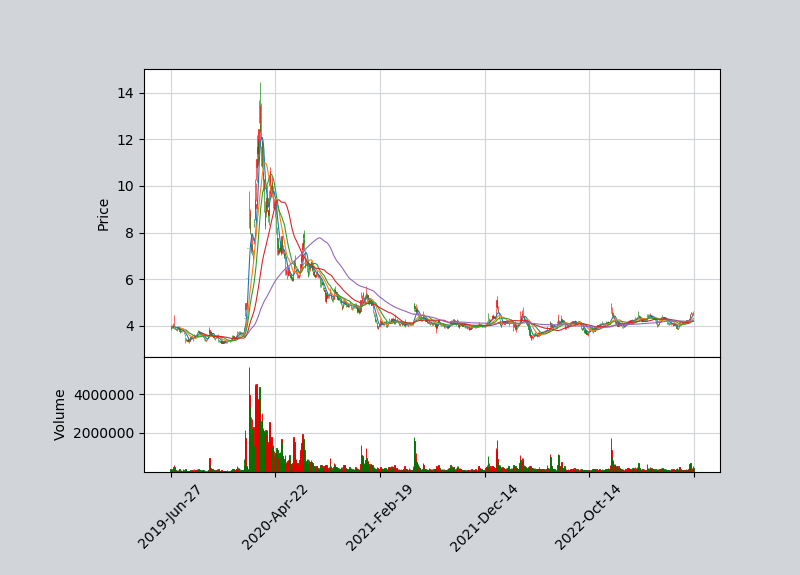 14
12
10
8
6
4
Price
4000000
2000000
Volume
2019-Jun-27
2020-Apr-22
2021-Feb-19
2021-Dec-14
2022-Oct-14